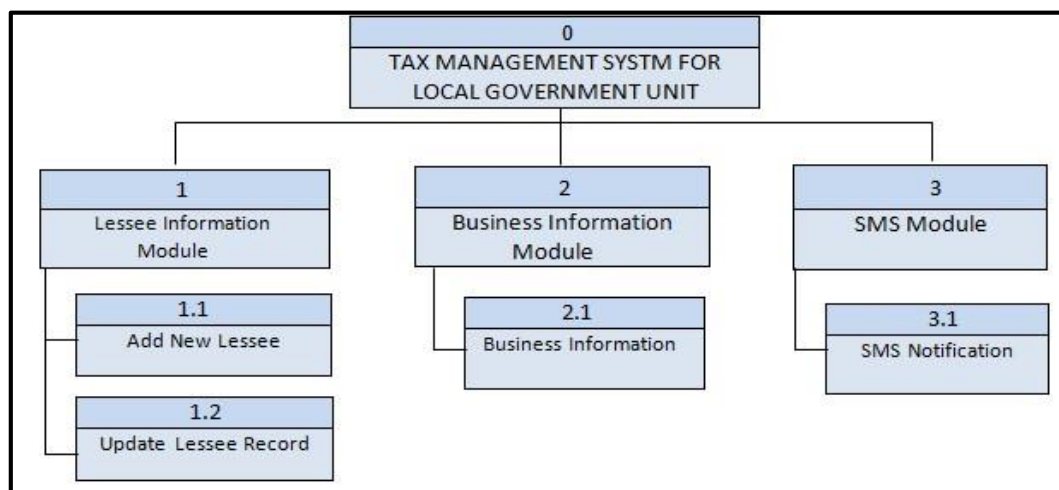 0
TAX MANAGEMENT SYSTM FOR
LOCAL GOVERNMENT UNIT
1
Lessee Information
Module
2
Business Information
Module
3
SMS Module
1.1
Add New Lessee
2.1
Business Information
3.1
SMS Notification
1.2
Update Lessee Record